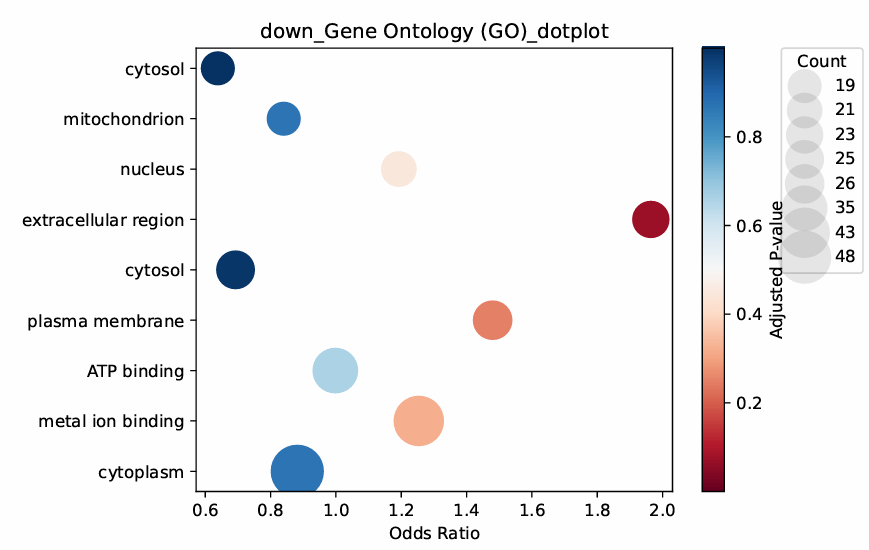 down_Gene Ontology (GO)_dotplot
cytosol
mitochondrion
nucleus
extracellular region
cytosol
plasma membrane
ATP binding
metal ion binding
cytoplasm
0.6
0.8
1.0
1.2
1.4
1.6
1.8
2.0
Odds Ratio
0.8
0.6
0.4
0.2
Adjusted P-value
Count
19
21
23
25
26
35
43
48